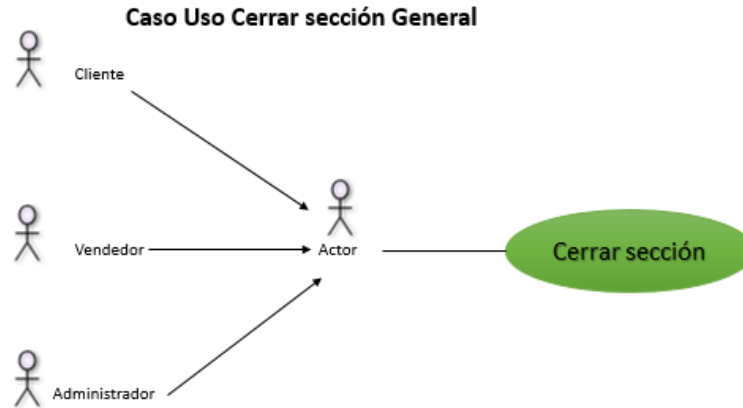 Caso Uso Cerrar sección General
Cliente
Vendedor
Actor
Cerrar sección
Administrador